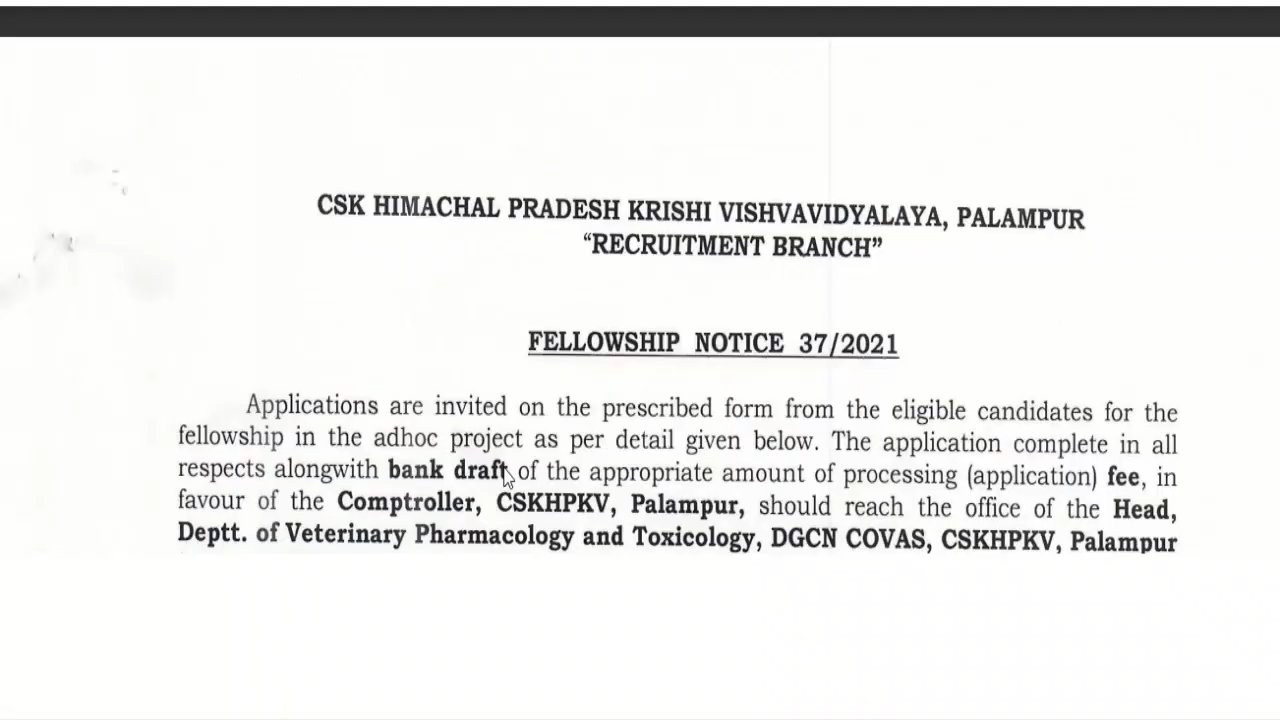 CSK HIMACHAL PRADESH KRISHI VISHVAVIDYALAYA, PALAMPUR
“RECRUITMENT BRANCH”
FELLOWSHIP NOTICE 37/2021
Applications are invited on the prescribed form from the eligible candidates for the
fellowship in the adhoc project as per detail given below. The application complete in all
respects alongwith bank draft of the appropriate amount of processing (application) fee, in
favour of the Comptroller, CSKHPKV, Palampur, should reach the office of the Head,
Deptt. of Veterinary Pharmacology and Toxicology, DGCN COVAS, CSKHPKV, Palampur